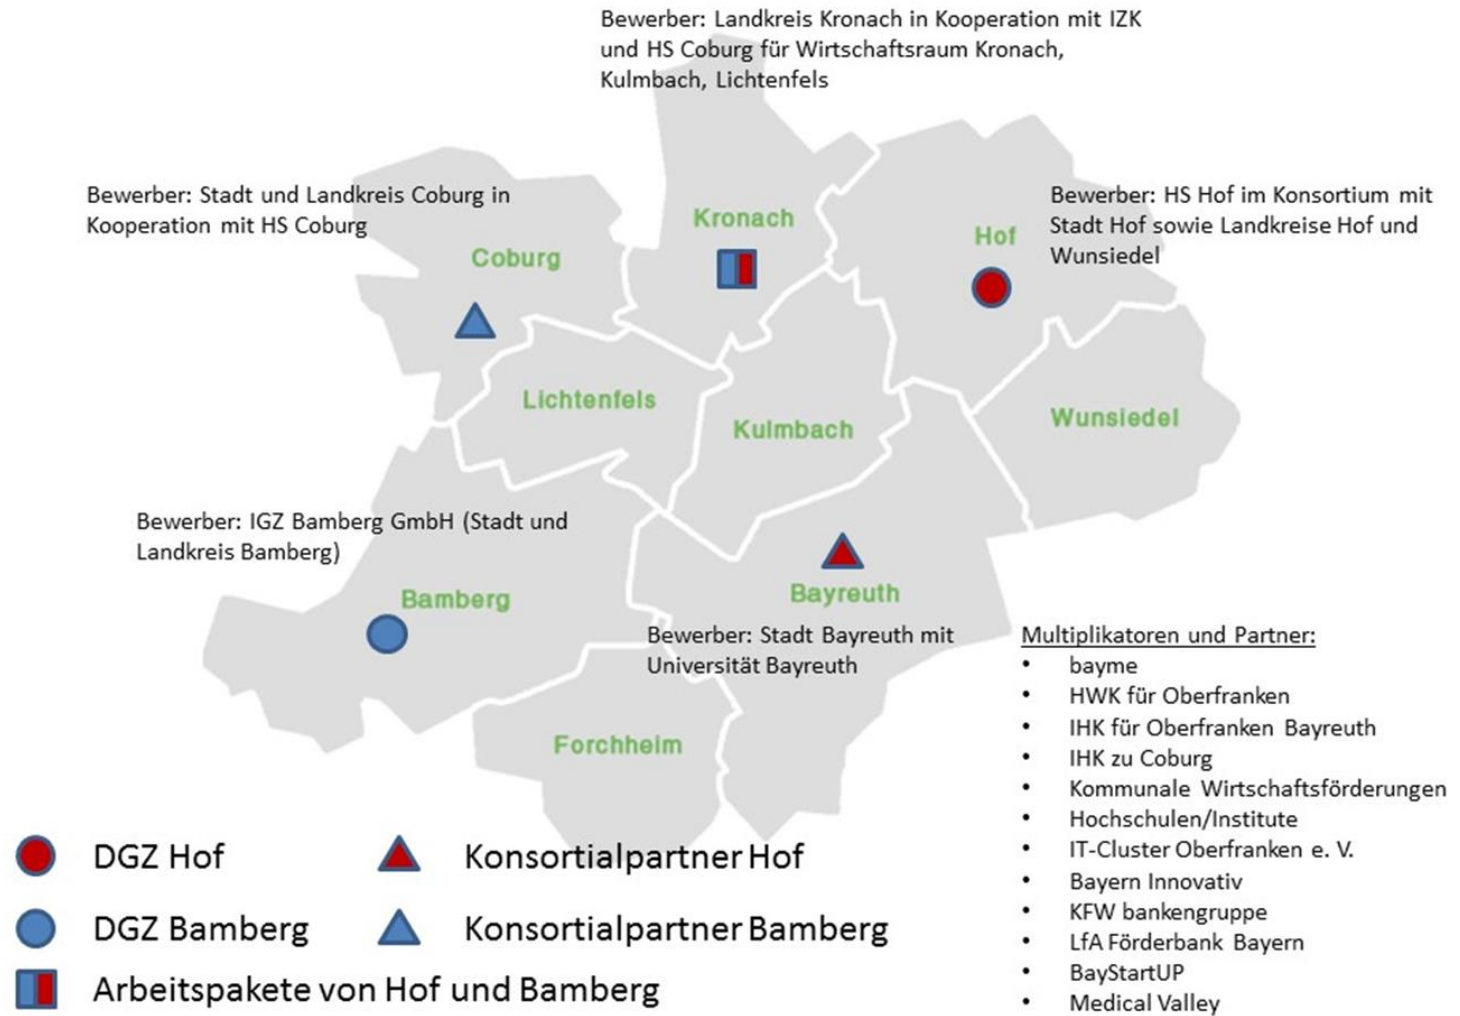 Bewerber: Landkreis Kronach in Kooperation mit IZK
und HS Coburg für Wirtschaftsraum Kronach,
Kulmbach, Lichtenfels
Bewerber: Stadt und Landkreis Coburg in
Kooperation mit HS Coburg
Bewerber: HS Hof im Konsortium mit
Stadt Hof sowie Landkreise Hof und
Wunsiedel
Kronach
Hof
Coburg
Lichtenfels
Kulmbach
Wunsiedel
Bewerber: IGZ Bamberg GmbH (Stadt und
Landkreis Bamberg)
Bamberg
Bayreuth
Bewerber: Stadt Bayreuth mit
Universität Bayreuth
Forchheim
Multiplikatoren und Partner:
• bayme
• HWK für Oberfranken
• IHK für Oberfranken Bayreuth
• IHK zu Coburg
• Kommunale Wirtschaftsförderungen
• Hochschulen/Institute
• IT-Cluster Oberfranken e. V.
• Bayern Innovativ
• KFW bankengruppe
• LfA Förderbank Bayern
• BayStartUP
• Medical Valley
DGZ Hof
Konsortialpartner Hof
DGZ Bamberg
Konsortialpartner Bamberg
Arbeitspakete von Hof und Bamberg